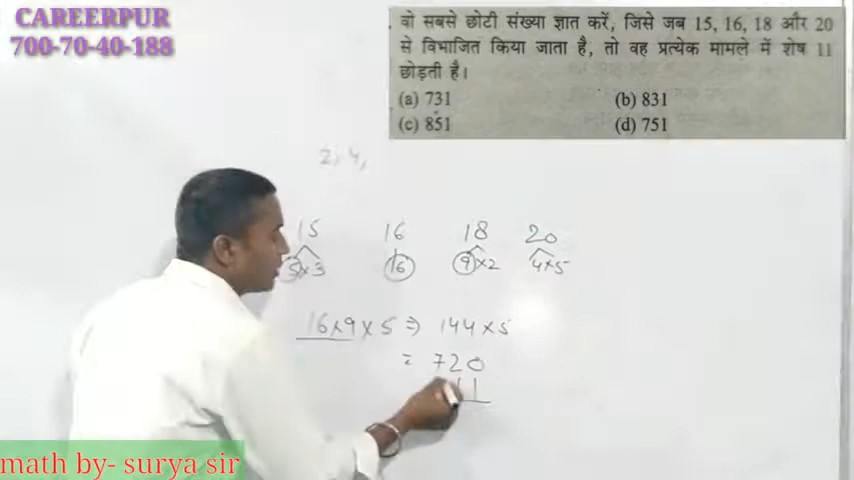 CAREERPUR
700-70-40-188
वो सबसे छोटी संख्या ज्ञात करें, जिसे जब 15, 16, 18 और 20
से विभाजित किया जाता है, तो वह प्रत्येक मामले में शेष 11
छोड़ती है।
(a) 731 (b) 831
(c) 851 (d) 751
2, 4,
15 16 18 20
5×3 16 9×2 4×5
16×9×5 ⇒ 144×5
= 720
11
math by- surya sir